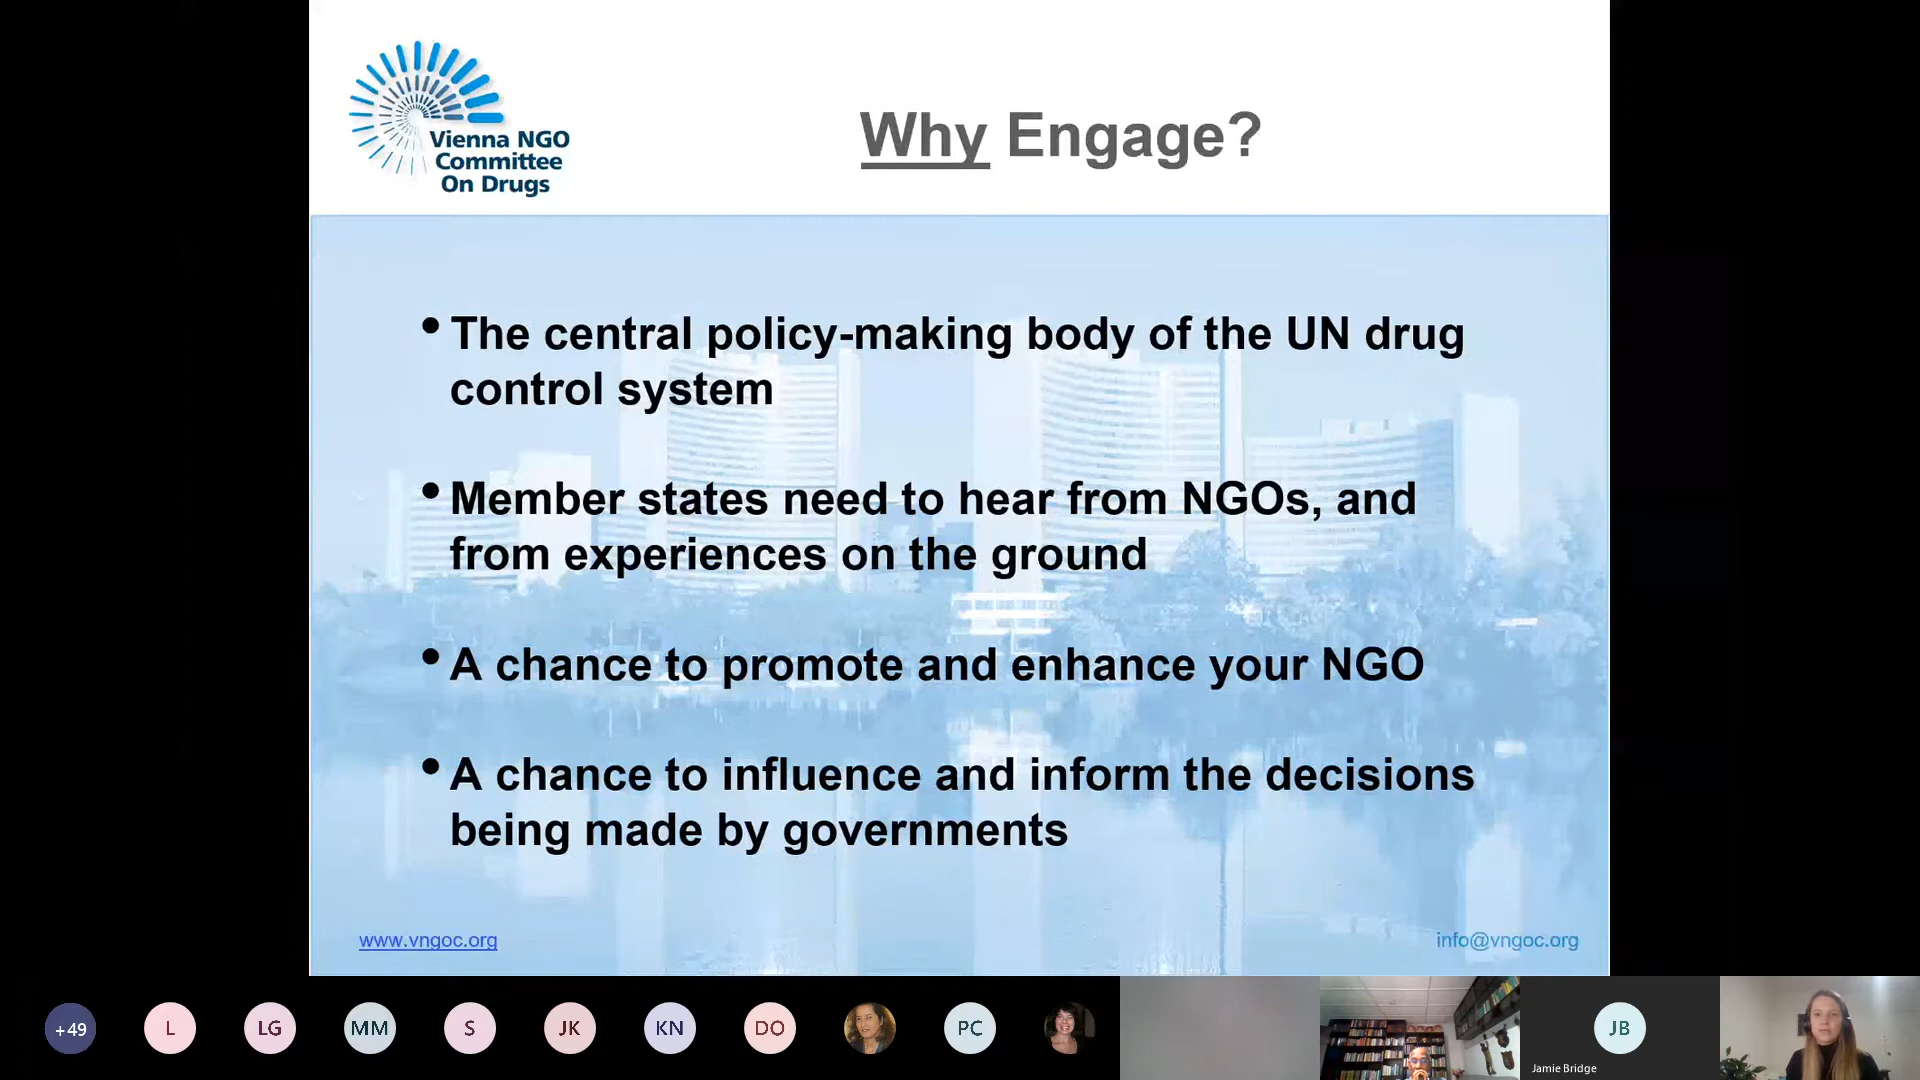 Vienna NGO
Committee
On Drugs
Why Engage?
• The central policy-making body of the UN drug
control system
• Member states need to hear from NGOs, and
from experiences on the ground
• A chance to promote and enhance your NGO
• A chance to influence and inform the decisions
being made by governments
www.vngoc.org
info@vngoc.org
+49
L
LG
MM
S
JK
KN
DO
PC
JB
Jamie Bridge